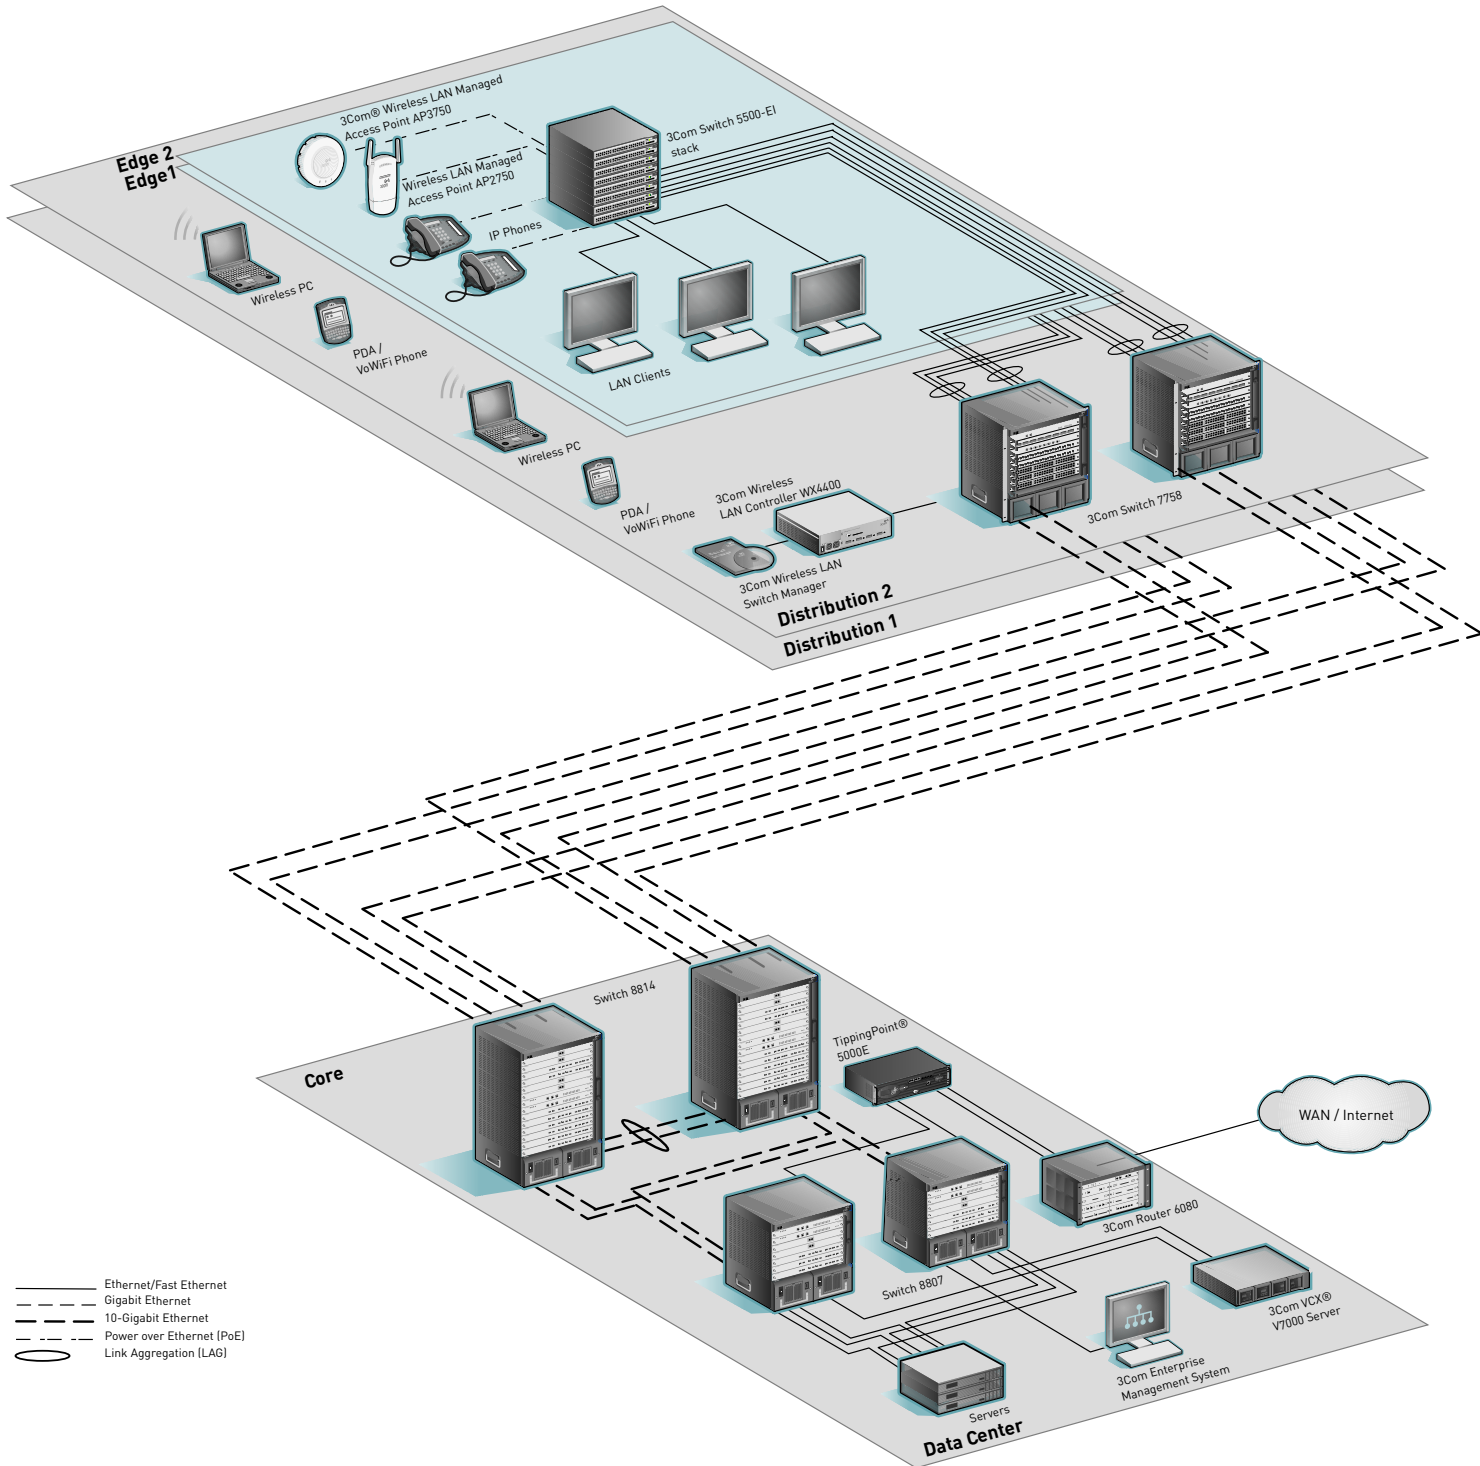 3Com® Wireless LAN Managed
Access Point AP3750
3Com Switch 5500-EI
stack
Edge 2
Edge1
Wireless LAN Managed
Access Point AP2750
IP Phones
Wireless PC
PDA /
VoWiFi Phone
LAN Clients
Wireless PC
PDA /
VoWiFi Phone
3Com Wireless
LAN Controller WX4400
3Com Switch 7758
3Com Wireless LAN
Switch Manager
Distribution 2
Distribution 1
Switch 8814
TippingPoint®
5000E
Core
WAN / Internet
3Com Router 6080
Switch 8807
3Com VCX®
V7000 Server
3Com Enterprise
Management System
Servers
Data Center
Ethernet/Fast Ethernet
Gigabit Ethernet
10-Gigabit Ethernet
Power over Ethernet (PoE)
Link Aggregation (LAG)